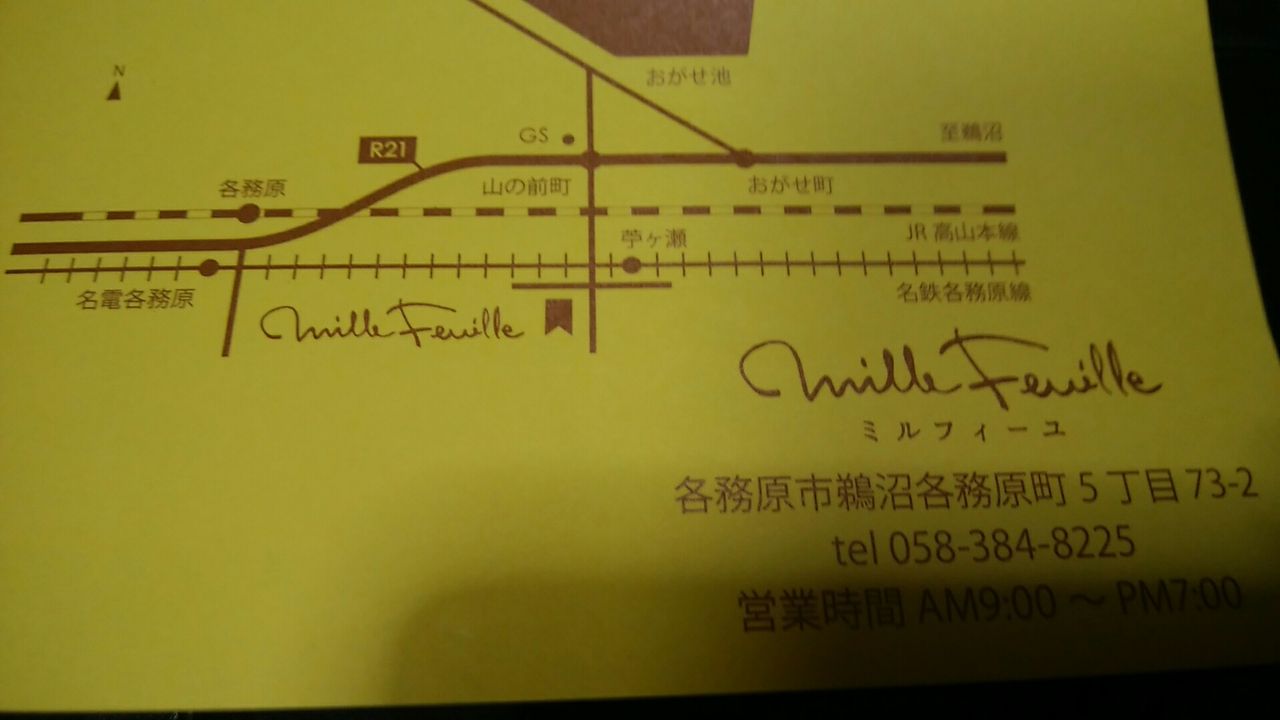 N
おがせ池
GS
至鵜沼
R21
各務原
山の前町
おがせ町
JR 高山本線
苧ヶ瀬
名電各務原
名鉄各務原線
Mille Feuille
Mille Feuille
ミルフィーユ
各務原市鵜沼各務原町 5 丁目 73-2
tel 058-384-8225
営業時間 AM9:00 ～ PM7:00